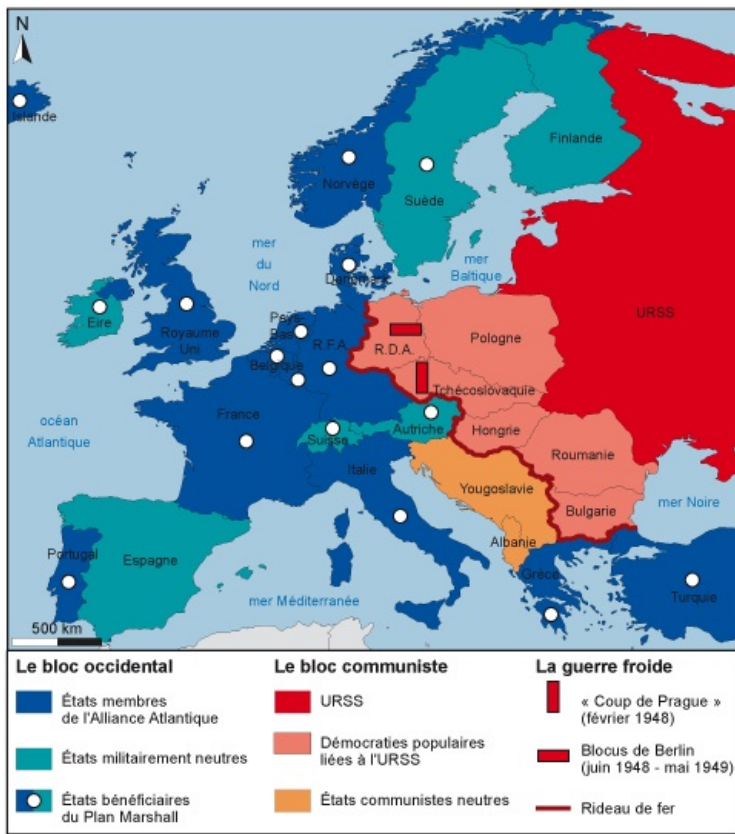 N
Islande
Norvège
Suède
Finlande
mer
du
Nord
mer
Baltique
Danemark
Eire
Royaume
Uni
Pays-
Bas
Belgique
R.F.A.
R.D.A.
Pologne
URSS
Tchécoslovaquie
océan
Atlantique
France
Suisse
Autriche
Hongrie
Roumanie
Italie
Yougoslavie
Bulgarie
mer Noire
Albanie
Portugal
Espagne
Grèce
Turquie
mer Méditerranée
500 km
Le bloc occidental
États membres
de l'Alliance Atlantique
États militairement neutres
États bénéficiaires
du Plan Marshall
Le bloc communiste
URSS
Démocraties populaires
liées à l'URSS
États communistes neutres
La guerre froide
« Coup de Prague »
(février 1948)
Blocus de Berlin
(juin 1948 - mai 1949)
Rideau de fer